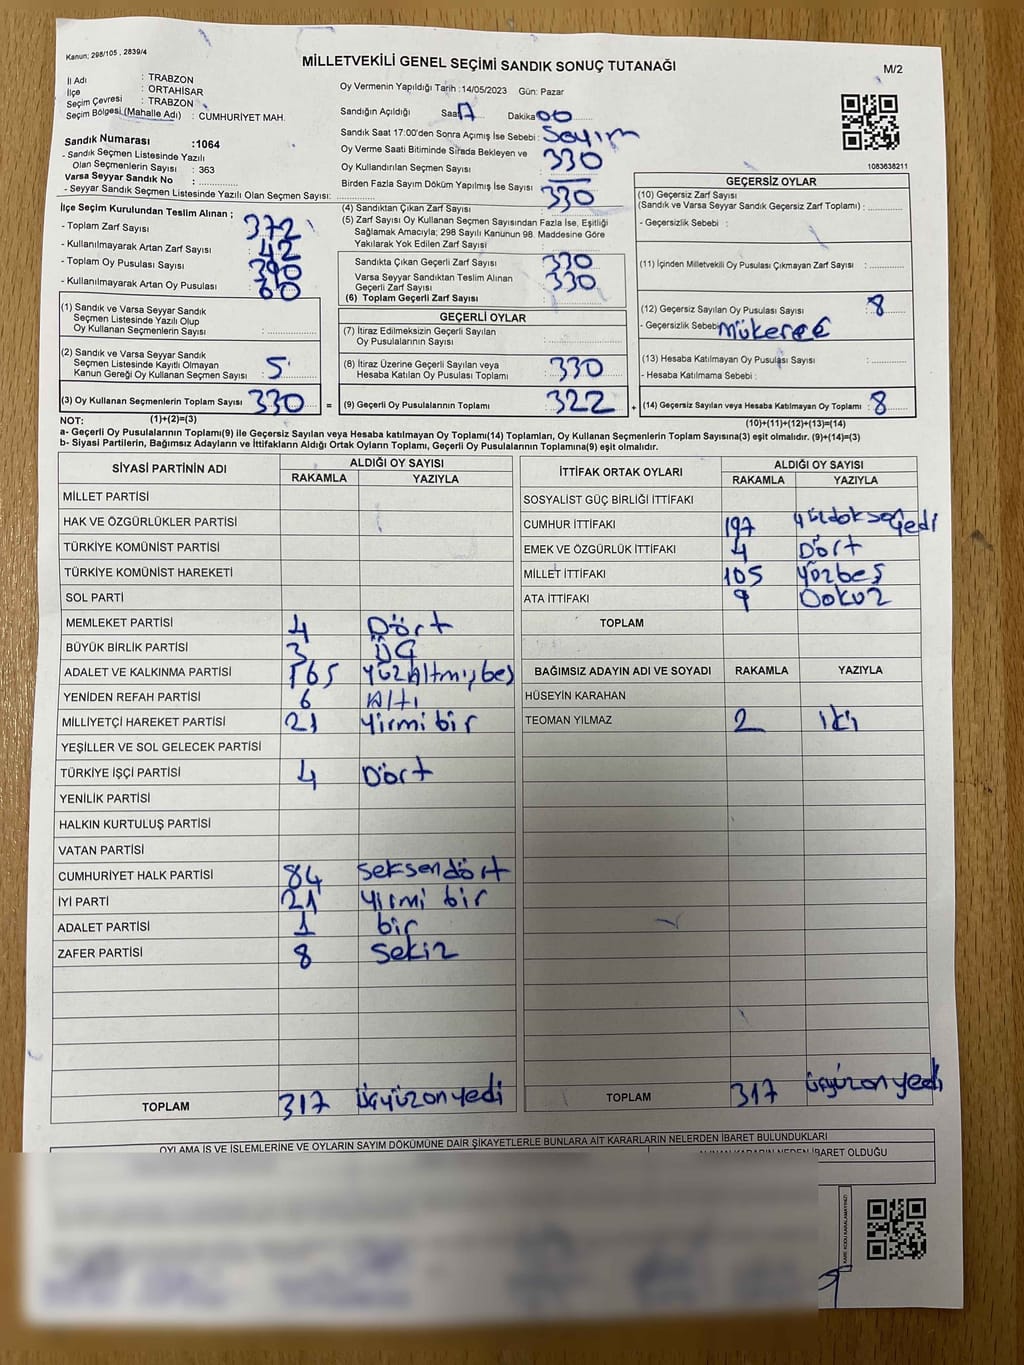 Kanun; 298/105 , 2839/4
MİLLETVEKİLİ GENEL SEÇİMİ SANDIK SONUÇ TUTANAĞI
M/2
İl Adı : TRABZON
İlçe : ORTAHİSAR
Seçim Çevresi : TRABZON
Seçim Bölgesi (Mahalle Adı) : CUMHURİYET MAH.
Sandık Numarası :1064
- Sandık Seçmen Listesinde Yazılı
Olan Seçmenlerin Sayısı : 363
Varsa Seyyar Sandık No :
- Seyyar Sandık Seçmen Listesinde Yazılı Olan Seçmen Sayısı:
Oy Vermenin Yapıldığı Tarih :14/05/2023 Gün: Pazar
Sandığın Açıldığı Saat 17 Dakika 00
Sandık Saat 17:00'den Sonra Açımış İse Sebebi : Sayım
Oy Verme Saati Bitiminde Sırada Bekleyen ve
Oy Kullandırılan Seçmen Sayısı 330
Birden Fazla Sayım Döküm Yapılmış İse Sayısı
1083638211
İlçe Seçim Kurulundan Teslim Alınan ;
- Toplam Zarf Sayısı : 372
- Kullanılmayarak Artan Zarf Sayısı : 42
- Toplam Oy Pusulası Sayısı : 390
- Kullanılmayarak Artan Oy Pusulası : 60
(1) Sandık ve Varsa Seyyar Sandık
Seçmen Listesinde Yazılı Olup
Oy Kullanan Seçmenlerin Sayısı :
(2) Sandık ve Varsa Seyyar Sandık
Seçmen Listesinde Kayıtlı Olmayan
Kanun Gereği Oy Kullanan Seçmen Sayısı : 5
(3) Oy Kullanan Seçmenlerin Toplam Sayısı : 330
(1)+(2)=(3)
(4) Sandıktan Çıkan Zarf Sayısı : 330
(5) Zarf Sayısı Oy Kullanan Seçmen Sayısından Fazla İse, Eşitliği
Sağlamak Amacıyla; 298 Sayılı Kanunun 98. Maddesine Göre
Yakılarak Yok Edilen Zarf Sayısı :
Sandıkta Çıkan Geçerli Zarf Sayısı : 330
Varsa Seyyar Sandıktan Teslim Alınan
Geçerli Zarf Sayısı : 330
(6) Toplam Geçerli Zarf Sayısı :
GEÇERLİ OYLAR
(7) İtiraz Edilmeksizin Geçerli Sayılan
Oy Pusulalarının Sayısı :
(8) İtiraz Üzerine Geçerli Sayılan veya
Hesaba Katılan Oy Pusulası Toplamı : 330
= (9) Geçerli Oy Pusulalarının Toplamı : 322
GEÇERSİZ OYLAR
(10) Geçersiz Zarf Sayısı
(Sandık ve Varsa Seyyar Sandık Geçersiz Zarf Toplamı) :
- Geçersizlik Sebebi :
(11) İçinden Milletvekili Oy Pusulası Çıkmayan Zarf Sayısı :
(12) Geçersiz Sayılan Oy Pusulası Sayısı : 8
- Geçersizlik Sebebi
(13) Hesaba Katılmayan Oy Pusulası Sayısı :
- Hesaba Katılmama Sebebi :
+ (14) Geçersiz Sayılan veya Hesaba Katılmayan Oy Toplamı : 8
(10)+(11)+(12)+(13)=(14)
NOT:
a- Geçerli Oy Pusulalarının Toplamı(9) ile Geçersiz Sayılan veya Hesaba katılmayan Oy Toplamı(14) Toplamları, Oy Kullanan Seçmenlerin Toplam Sayısına(3) eşit olmalıdır. (9)+(14)=(3)
b- Siyasi Partilerin, Bağımsız Adayların ve İttifakların Aldığı Ortak Oyların Toplamı, Geçerli Oy Pusulalarının Toplamına(9) eşit olmalıdır.
SİYASİ PARTİNİN ADI
ALDIĞI OY SAYISI
RAKAMLA YAZIYLA
MİLLET PARTİSİ
HAK VE ÖZGÜRLÜKLER PARTİSİ
TÜRKİYE KOMÜNİST PARTİSİ
TÜRKİYE KOMÜNİST HAREKETİ
SOL PARTİ
MEMLEKET PARTİSİ 4 Dört
BÜYÜK BİRLİK PARTİSİ 3 ÜÇ
ADALET VE KALKINMA PARTİSİ 165 YüzAltmışbeş
YENİDEN REFAH PARTİSİ 6 Altı
MİLLİYETÇİ HAREKET PARTİSİ 21 Yirmi bir
YEŞİLLER VE SOL GELECEK PARTİSİ
TÜRKİYE İŞÇİ PARTİSİ 4 Dört
YENİLİK PARTİSİ
HALKIN KURTULUŞ PARTİSİ
VATAN PARTİSİ
CUMHURİYET HALK PARTİSİ 84 Seksendört
İYİ PARTİ 21 Yirmi bir
ADALET PARTİSİ 1 bir
ZAFER PARTİSİ 8 Sekiz
TOPLAM 317 üçyüzonyedi
İTTİFAK ORTAK OYLARI
ALDIĞI OY SAYISI
RAKAMLA YAZIYLA
SOSYALİST GÜÇ BİRLİĞİ İTTİFAKI
CUMHUR İTTİFAKI 197
EMEK VE ÖZGÜRLÜK İTTİFAKI 4 Dört
MİLLET İTTİFAKI 105 Yüzbeş
ATA İTTİFAKI 9 Dokuz
TOPLAM
BAĞIMSIZ ADAYIN ADI VE SOYADI RAKAMLA YAZIYLA
HÜSEYİN KARAHAN
TEOMAN YILMAZ 2 iki
TOPLAM 317 üçyüzonyedi
OYLAMA İŞ VE İŞLEMLERİNE VE OYLARIN SAYIM DÖKÜMÜNE DAİR ŞİKAYETLERLE BUNLARA AİT KARARLARIN NELERDEN İBARET BULUNDUKLARI
ALINAN KARARIN NEDEN İBARET OLDUĞU
KARE KODU KARALAMAYINIZ!